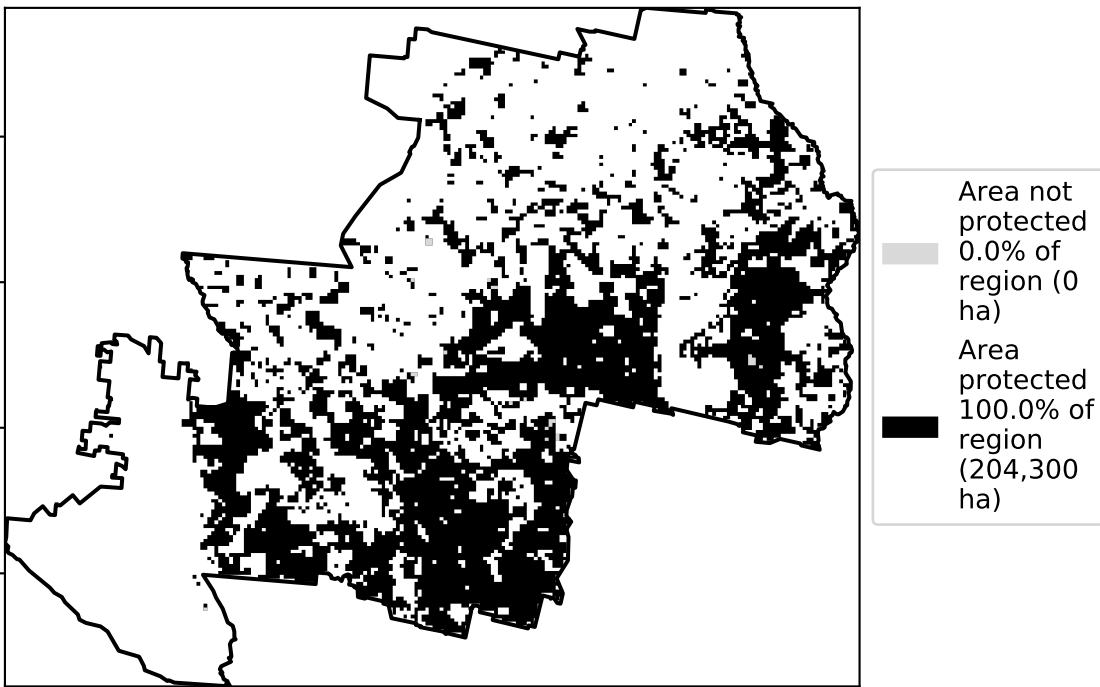 Area not
protected
0.0% of
region (0
ha)
Area
protected
100.0% of
region
(204,300
ha)